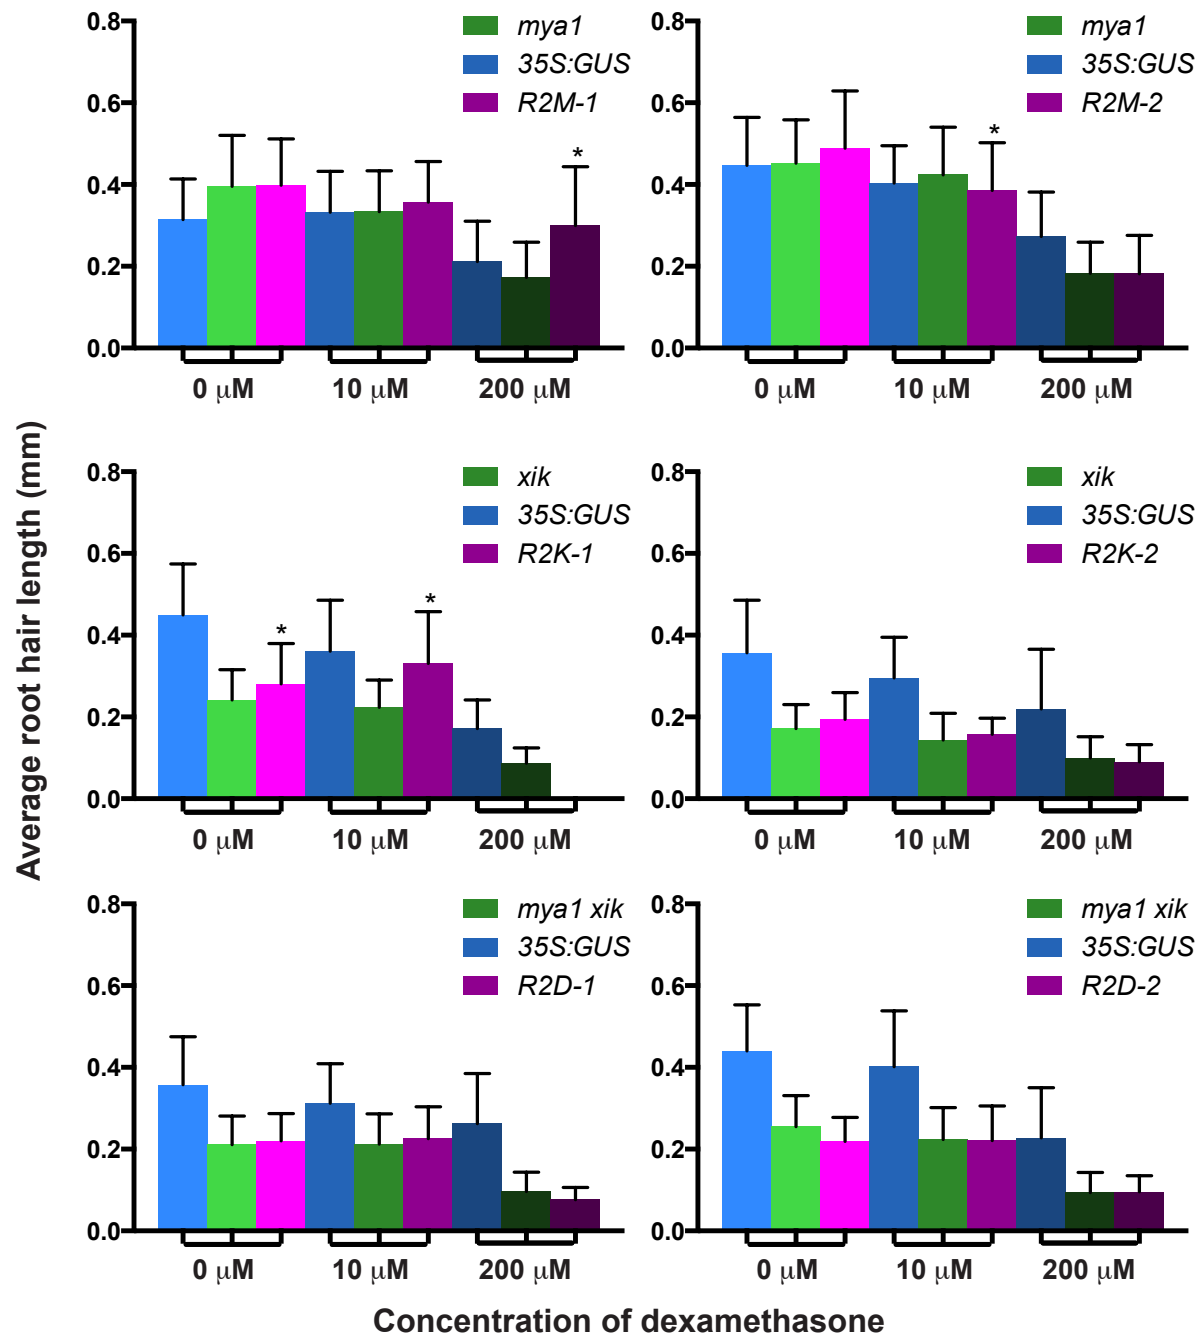 0.8
0.6
0.4
0.2
0.0
mya1
35S:GUS
R2M-1
*
0 μM
10 μM
200 μM
0.8
0.6
0.4
0.2
0.0
mya1
35S:GUS
R2M-2
*
0 μM
10 μM
200 μM
Average root hair length (mm)
0.8
0.6
0.4
0.2
0.0
xik
35S:GUS
R2K-1
*
*
0 μM
10 μM
200 μM
0.8
0.6
0.4
0.2
0.0
xik
35S:GUS
R2K-2
0 μM
10 μM
200 μM
0.8
0.6
0.4
0.2
0.0
mya1 xik
35S:GUS
R2D-1
0 μM
10 μM
200 μM
0.8
0.6
0.4
0.2
0.0
mya1 xik
35S:GUS
R2D-2
0 μM
10 μM
200 μM
Concentration of dexamethasone